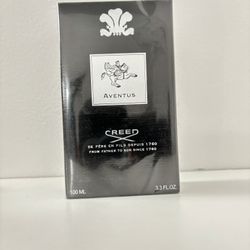 AVENTUS
CREED
DE PÈRE EN FILS DEPUIS 1760
FROM FATHER TO SON SINCE 1760
100 ML 3.3 FL.OZ.